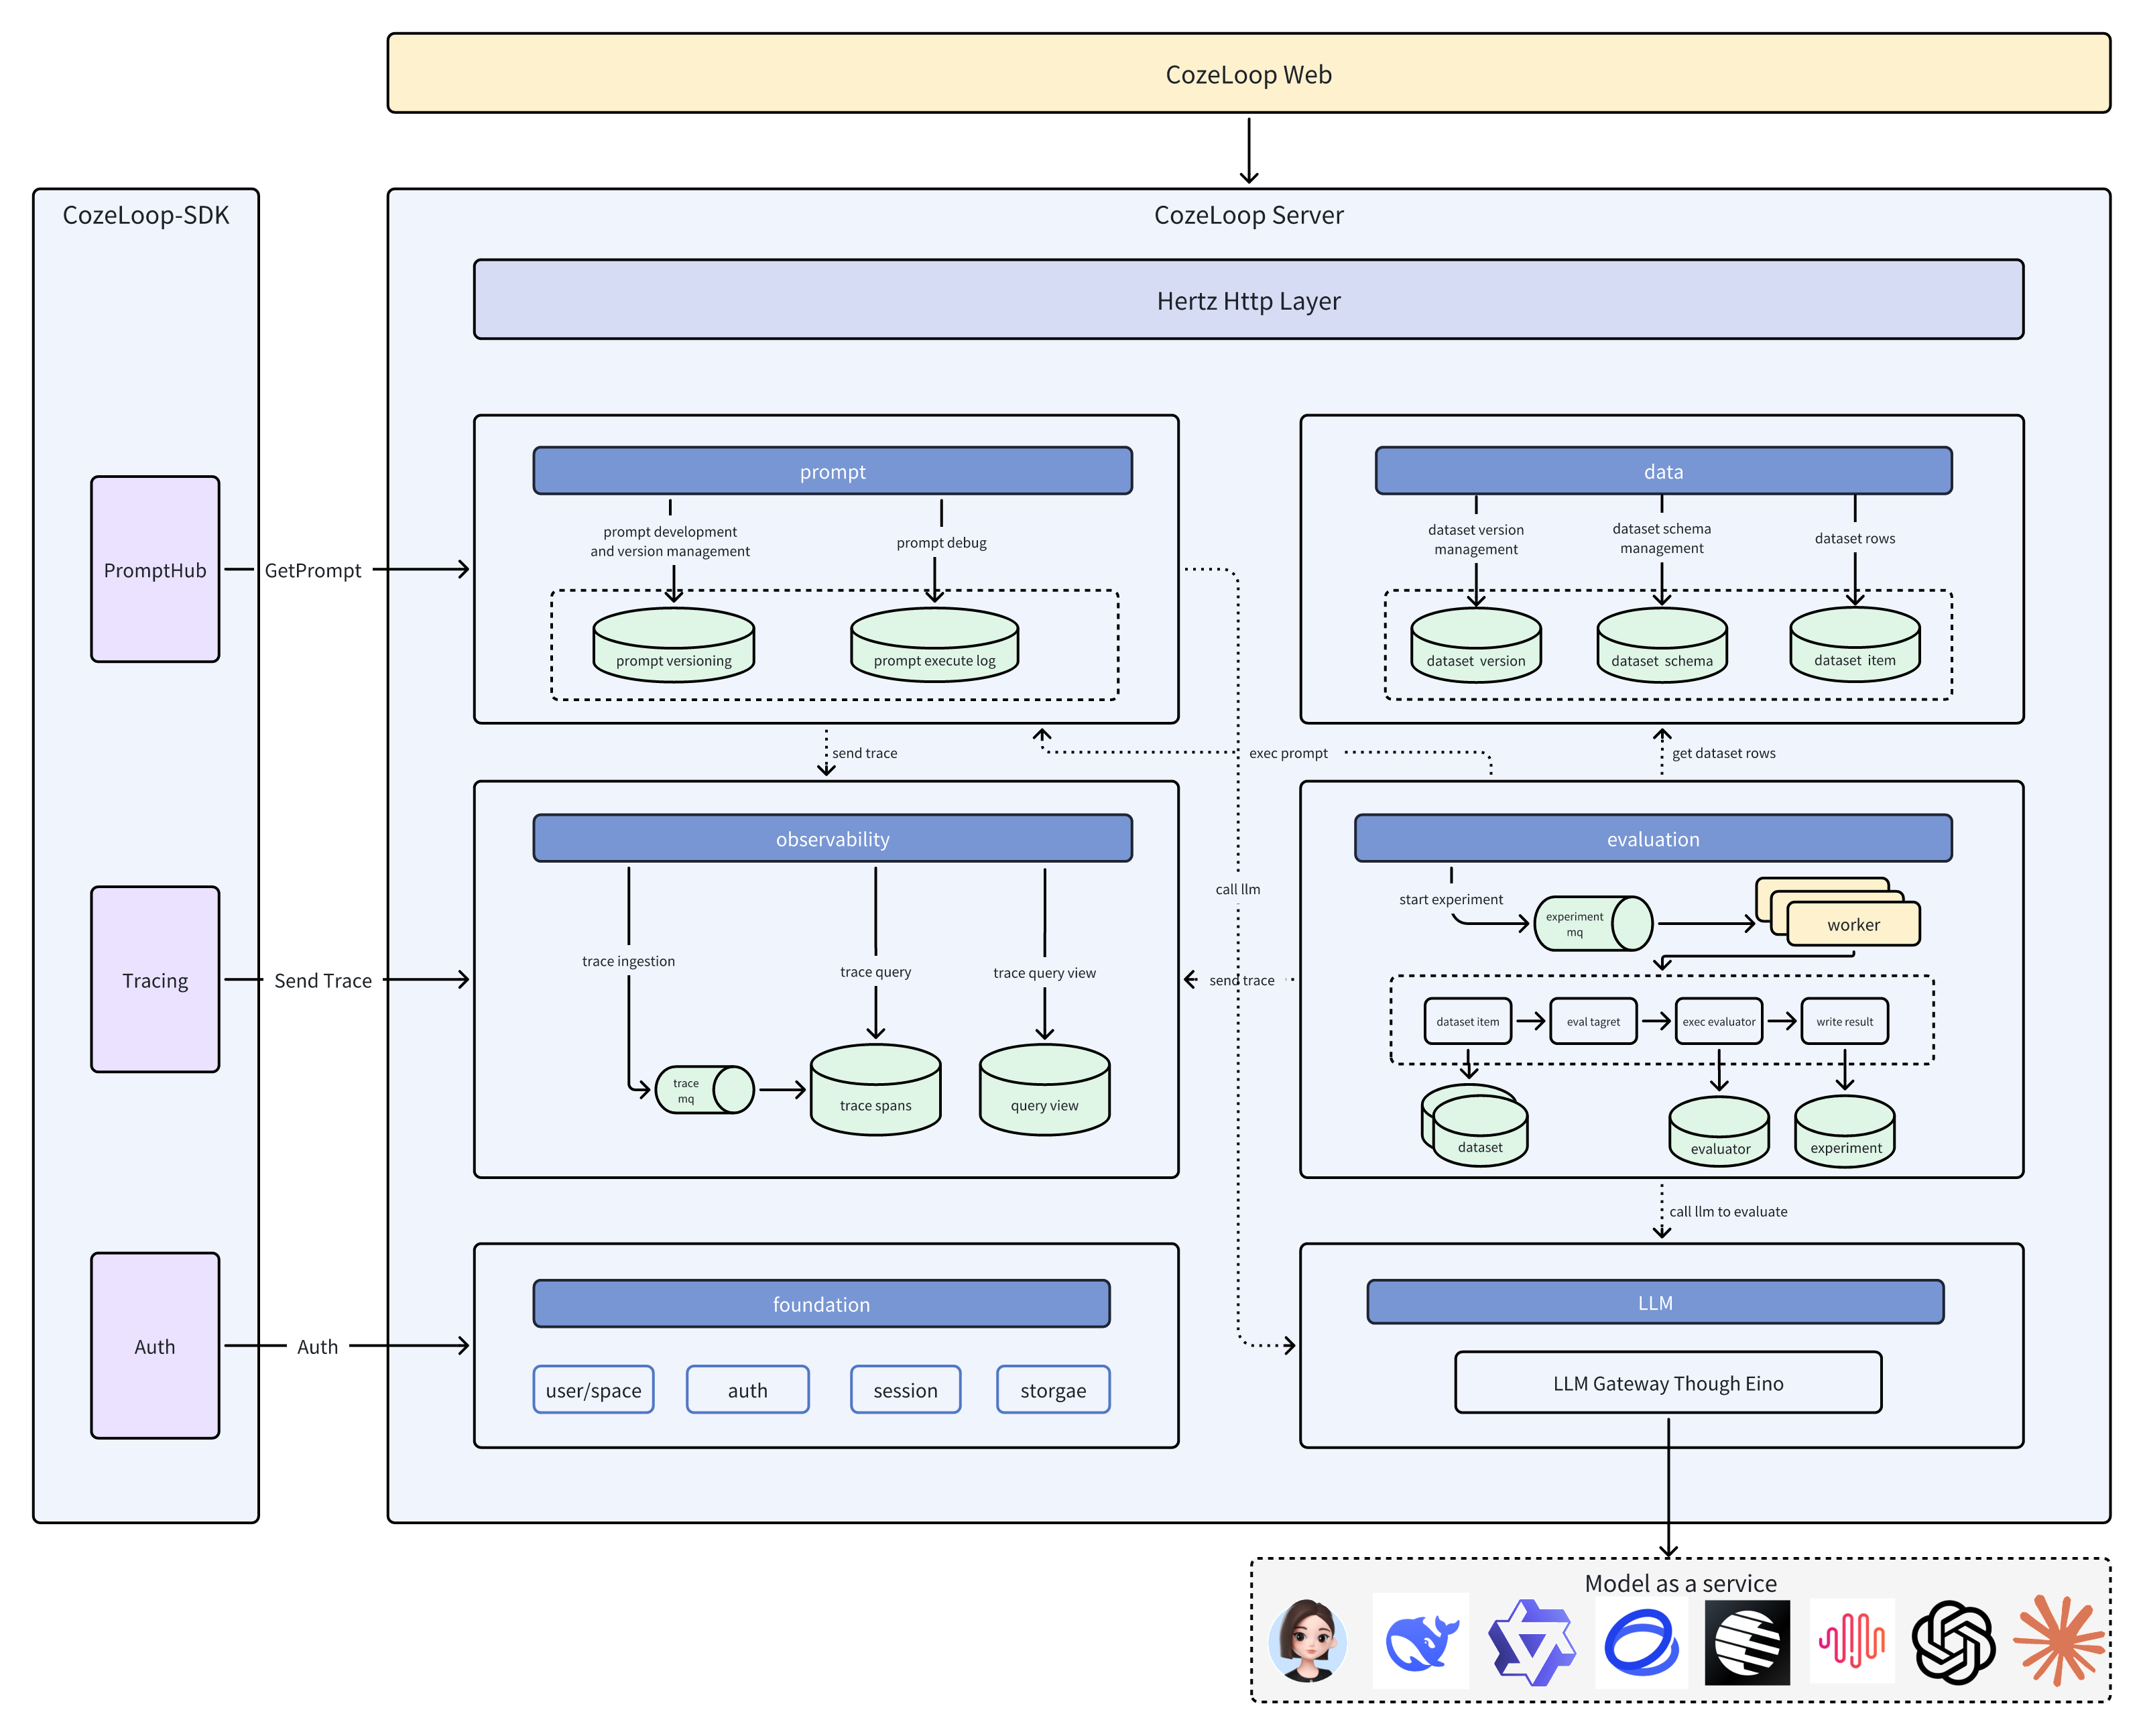 CozeLoop Web
CozeLoop-SDK
CozeLoop Server
Hertz Http Layer
prompt
data
prompt development
and version management
prompt debug
dataset version
management
dataset schema
management
dataset rows
PromptHub
GetPrompt
prompt versioning
prompt execute log
dataset version
dataset schema
dataset item
send trace
exec prompt
get dataset rows
observability
evaluation
call llm
start experiment
experiment
mq
worker
trace ingestion
trace query
trace query view
Tracing
Send Trace
send trace
dataset item
eval tagret
exec evaluator
write result
trace
mq
trace spans
query view
dataset
evaluator
experiment
call llm to evaluate
foundation
LLM
Auth
Auth
user/space
auth
session
storgae
LLM Gateway Though Eino
Model as a service